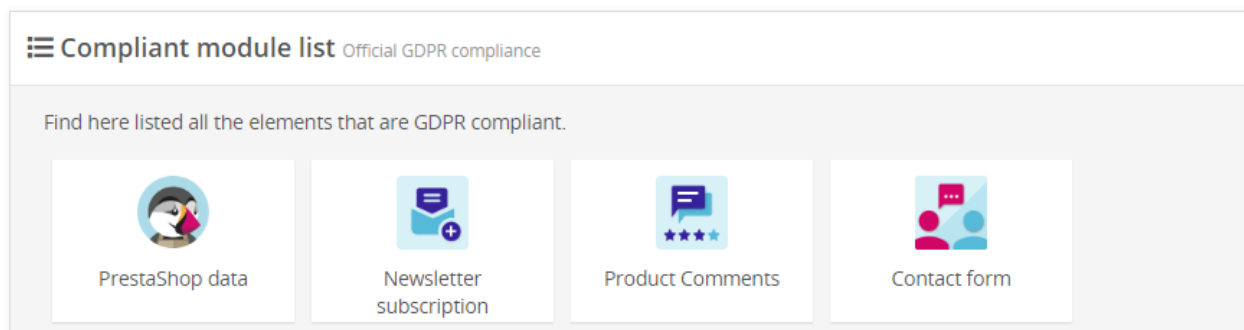 Compliant module list Official GDPR compliance
Find here listed all the elements that are GDPR compliant.
PrestaShop data
Newsletter
subscription
Product Comments
Contact form